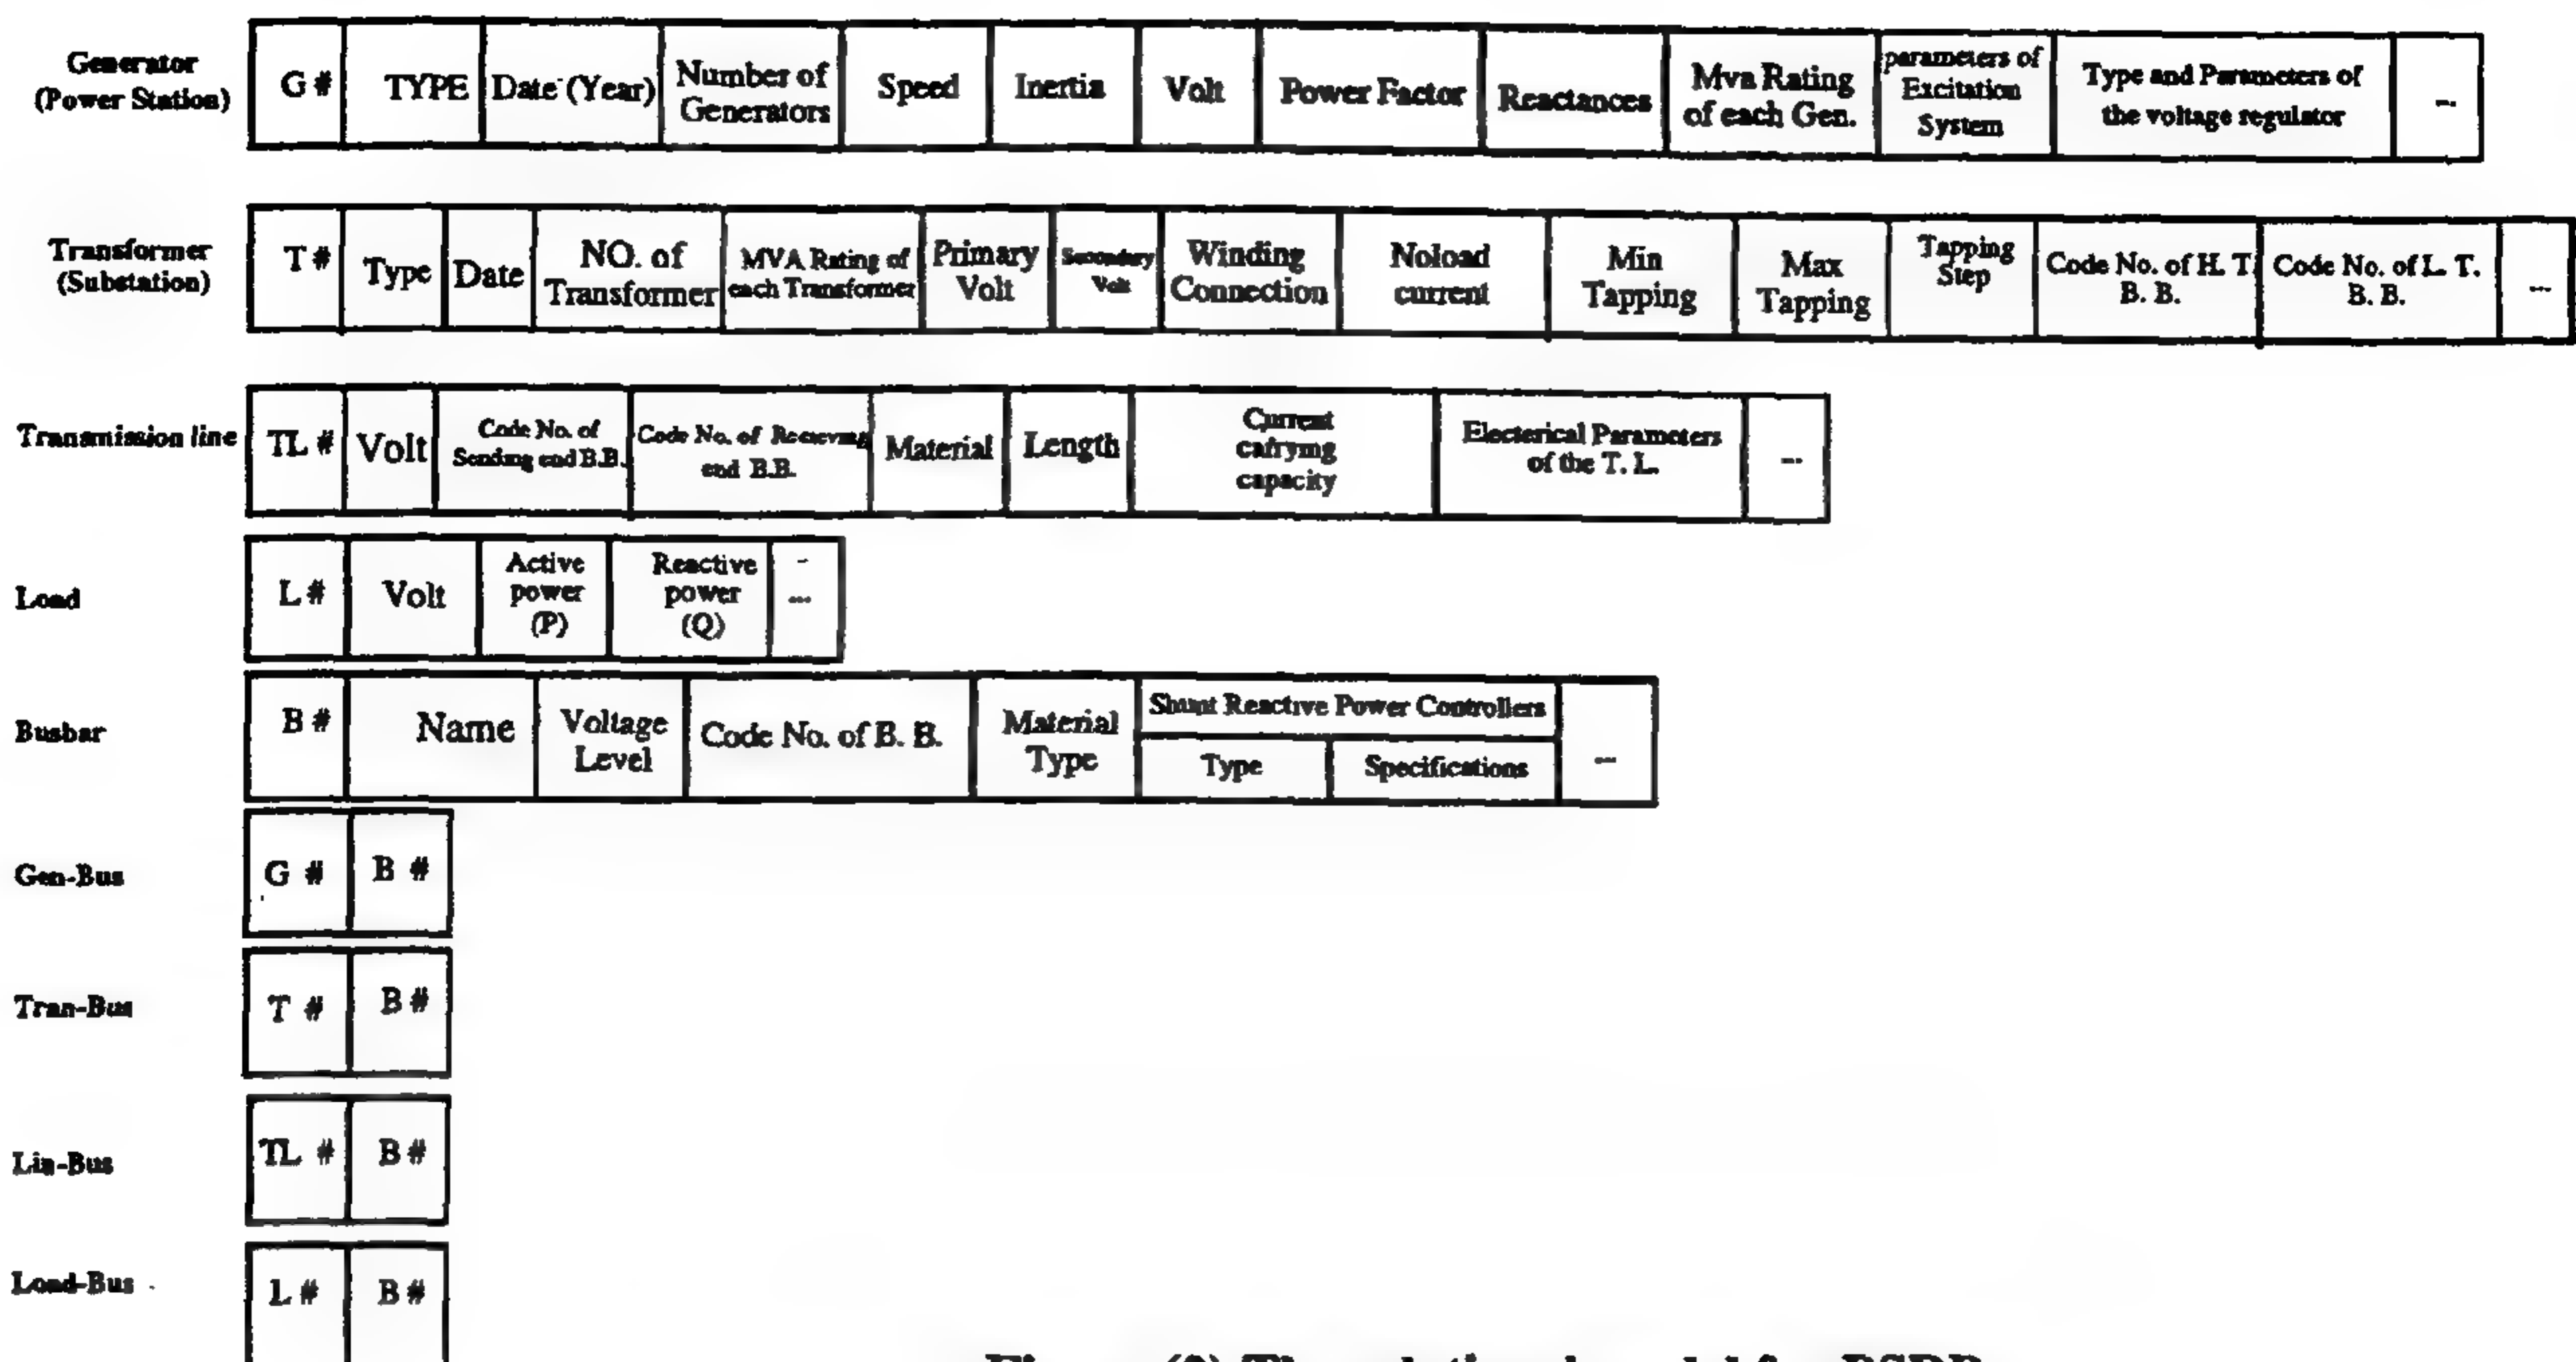 Generator
(Power Station)
G #
TYPE
Date (Year)
Number of
Generators
Speed
Inertia
Volt
Power Factor
Reactances
Mva Rating
of each Gen.
parameters of
Excitation
System
Type and Parameters of
the voltage regulator
...
Transformer
(Substation)
T #
Type
Date
NO. of
Transformer
MVA Rating of
each Transformer
Primary
Volt
Secondary
Volt
Winding
Connection
Noload
current
Min
Tapping
Max
Tapping
Tapping
Step
Code No. of H. T.
B. B.
Code No. of L. T.
B. B.
...
Transmission line
TL #
Volt
Code No. of
Sending end B.B.
Code No. of Recieving
end B.B.
Material
Length
Current
carrying
capacity
Electerical Parameters
of the T. L.
...
Load
L #
Volt
Active
power
(P)
Reactive
power
(Q)
...
Busbar
B #
Name
Voltage
Level
Code No. of B. B.
Material
Type
Shunt Reactive Power Controllers
Type
Specifications
...
Gen-Bus
G #
B #
Tran-Bus
T #
B #
Lin-Bus
TL #
B #
Load-Bus
L #
B #